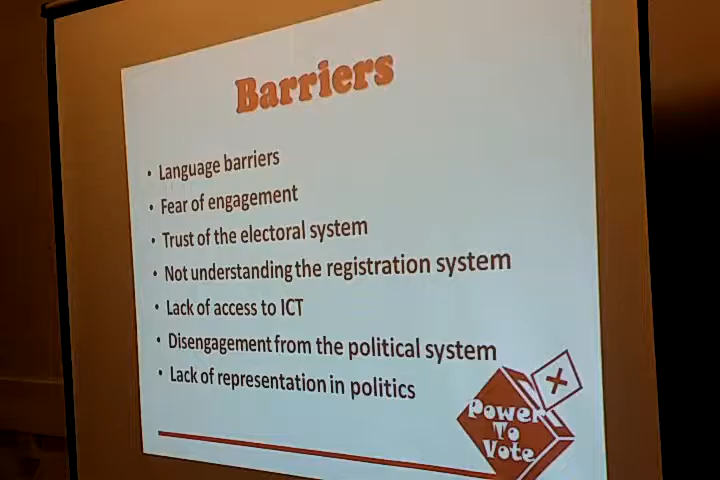 Barriers
• Language barriers
• Fear of engagement
• Trust of the electoral system
• Not understanding the registration system
• Lack of access to ICT
• Disengagement from the political system
• Lack of representation in politics
Power
To
Vote